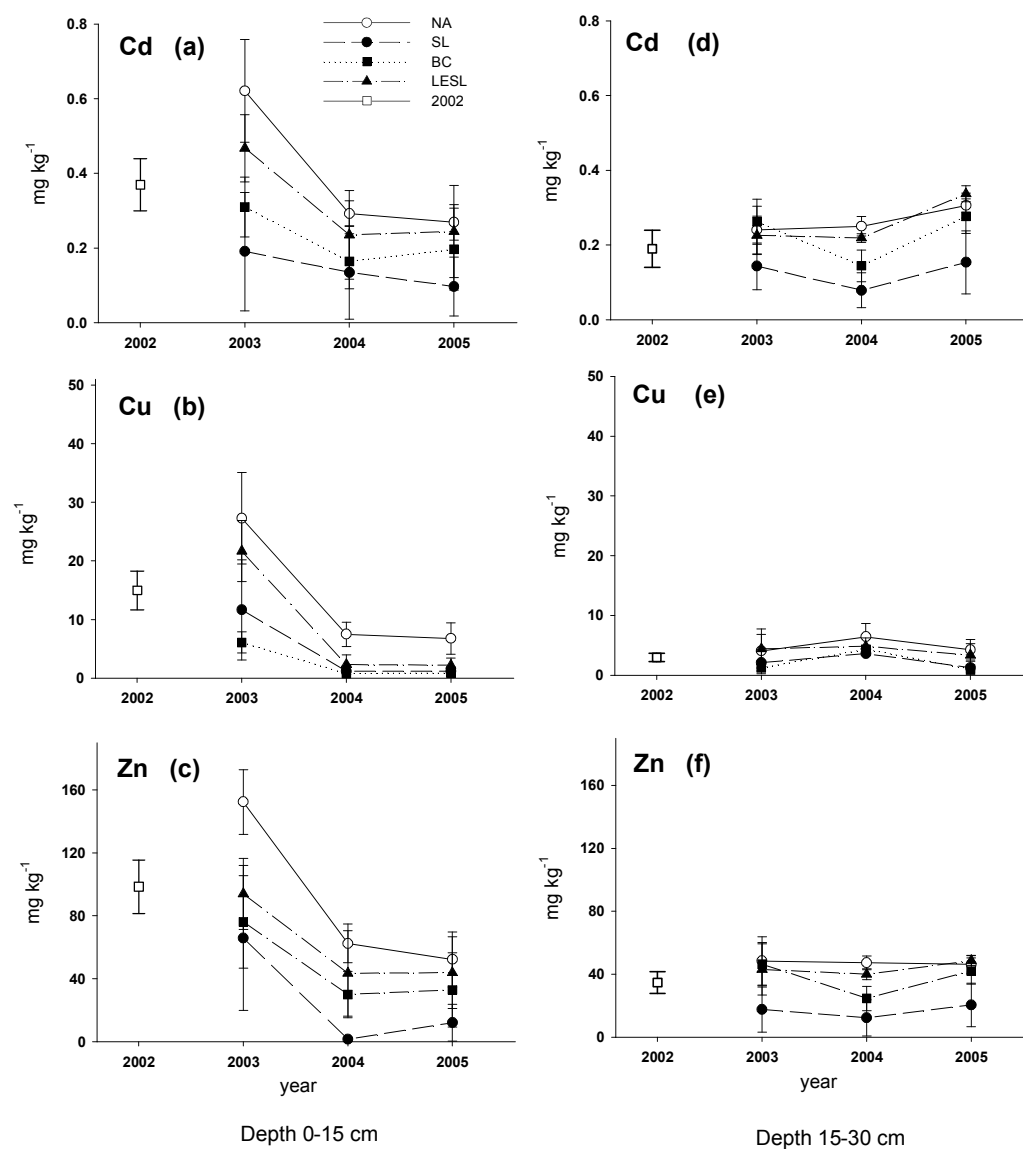 Cd (a)
NA
SL
BC
LESL
2002
0.8
0.6
0.4
0.2
0.0
mg kg-1
2002 2003 2004 2005
Cd (d)
0.8
0.6
0.4
0.2
0.0
mg kg-1
2002 2003 2004 2005
Cu (b)
50
40
30
20
10
0
mg kg-1
2002 2003 2004 2005
Cu (e)
50
40
30
20
10
0
mg kg-1
2002 2003 2004 2005
Zn (c)
160
120
80
40
0
mg kg-1
2002 2003 2004 2005
year
Zn (f)
160
120
80
40
0
mg kg-1
2002 2003 2004 2005
year
Depth 0-15 cm
Depth 15-30 cm